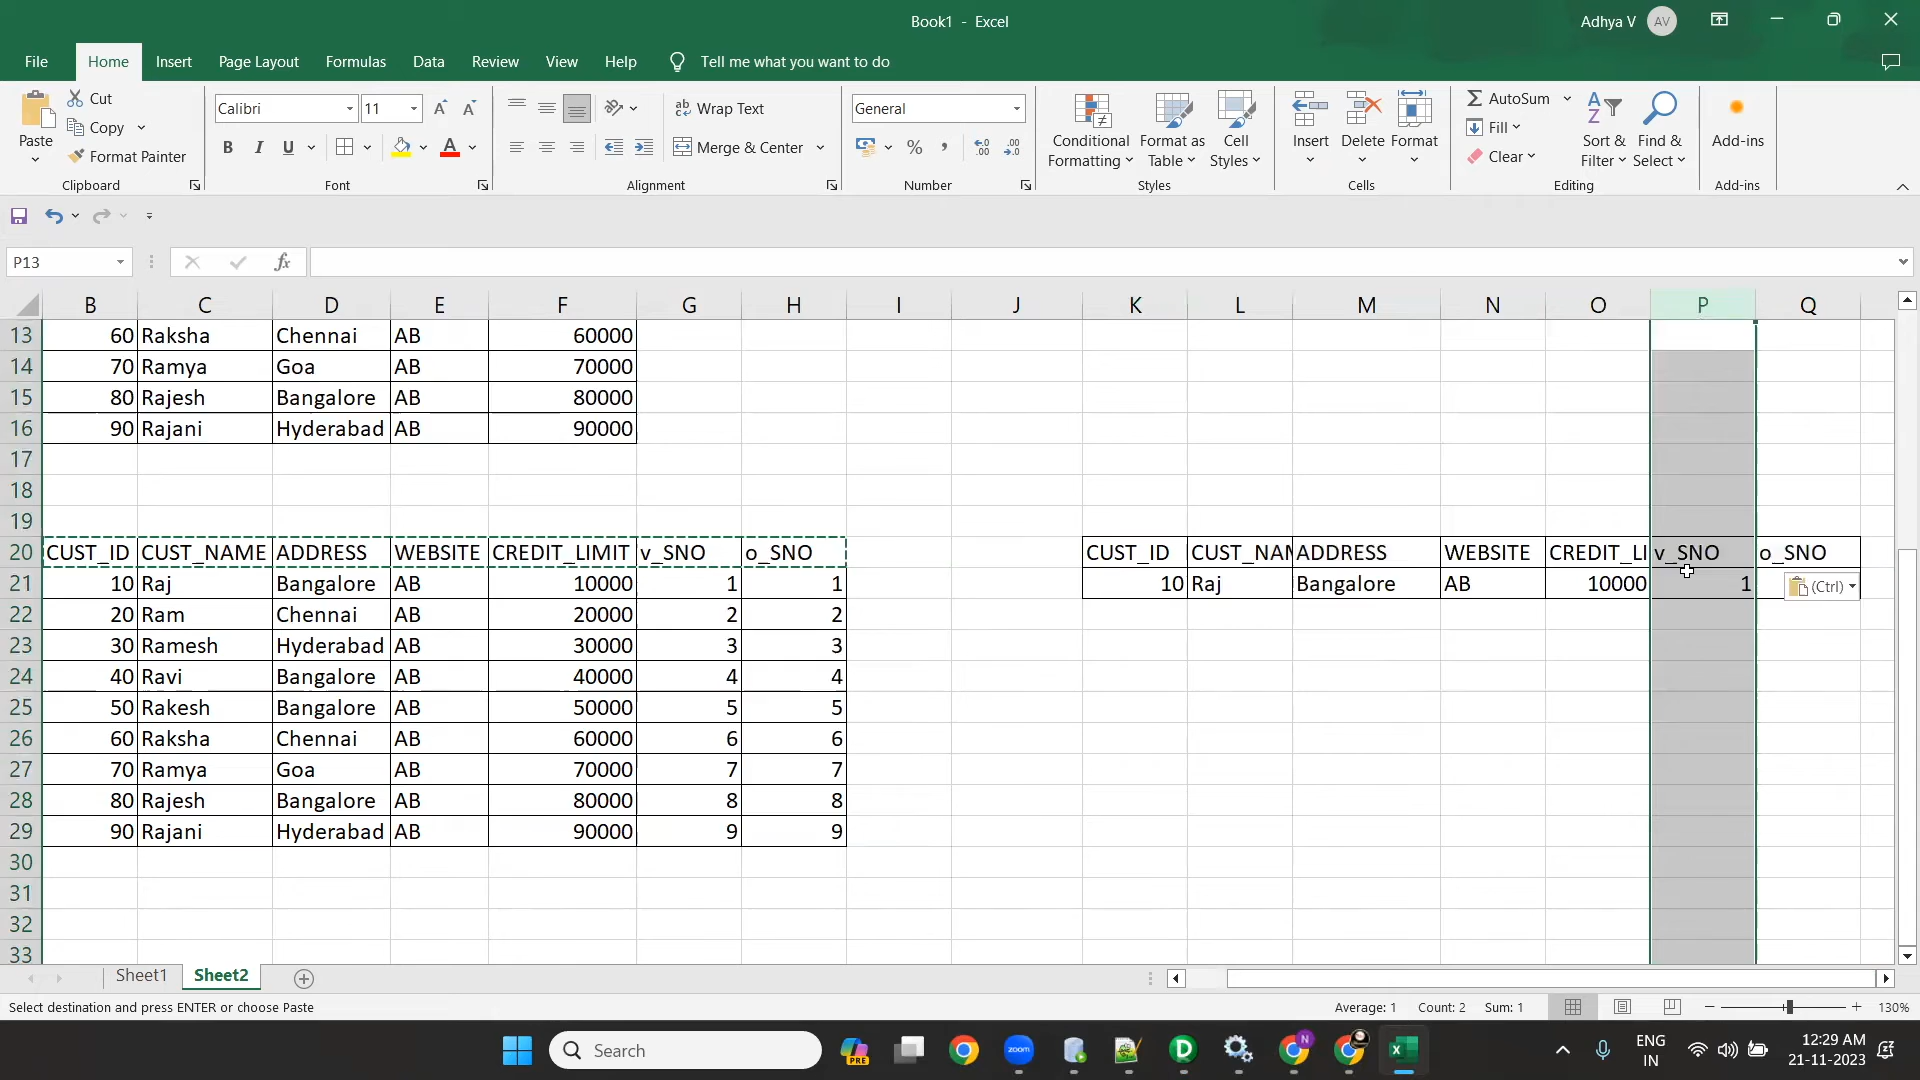 Book1 - Excel
Adhya V AV
File Home Insert Page Layout Formulas Data Review View Help Tell me what you want to do
Paste
Cut
Copy
Format Painter
Clipboard
Calibri 11
B I U
Font
Wrap Text
Merge & Center
Alignment
General
Number
Conditional Formatting
Format as Table
Cell Styles
Styles
Insert Delete Format
Cells
AutoSum
Fill
Clear
Sort & Filter
Find & Select
Editing
Add-ins
Add-ins
P13 fx
B C D E F G H I J K L M N O P Q
13 60 Raksha Chennai AB 60000
14 70 Ramya Goa AB 70000
15 80 Rajesh Bangalore AB 80000
16 90 Rajani Hyderabad AB 90000
17
18
19
20 CUST_ID CUST_NAME ADDRESS WEBSITE CREDIT_LIMIT v_SNO o_SNO CUST_ID CUST_NAM ADDRESS WEBSITE CREDIT_LI v_SNO o_SNO
21 10 Raj Bangalore AB 10000 1 1 10 Raj Bangalore AB 10000 1 (Ctrl)
22 20 Ram Chennai AB 20000 2 2
23 30 Ramesh Hyderabad AB 30000 3 3
24 40 Ravi Bangalore AB 40000 4 4
25 50 Rakesh Bangalore AB 50000 5 5
26 60 Raksha Chennai AB 60000 6 6
27 70 Ramya Goa AB 70000 7 7
28 80 Rajesh Bangalore AB 80000 8 8
29 90 Rajani Hyderabad AB 90000 9 9
30
31
32
33
Sheet1 Sheet2
Select destination and press ENTER or choose Paste Average: 1 Count: 2 Sum: 1 130%
Search
PRE
zoom
N
D
ENG
IN
12:29 AM
21-11-2023